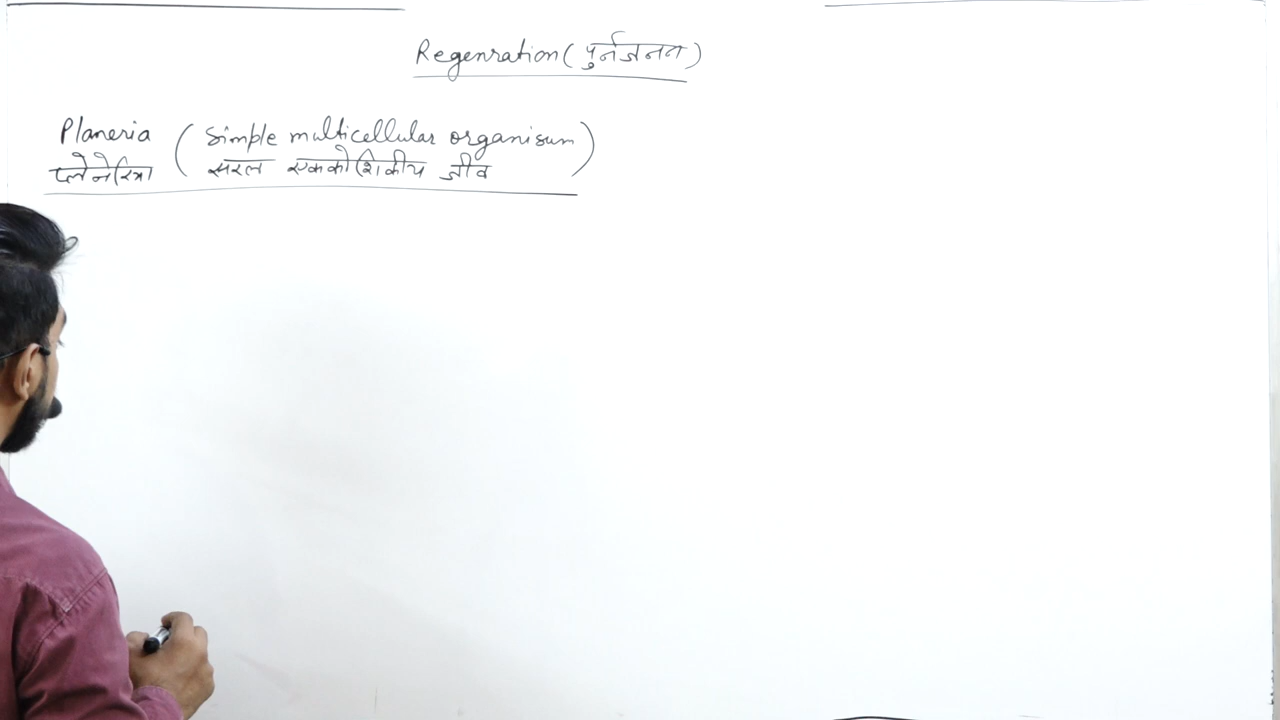 Regenration (पुर्नजनन)
Planeria ( Simple multicellular organisum )
प्लेनेरिया ( सरल एककोशिकीय जीव )